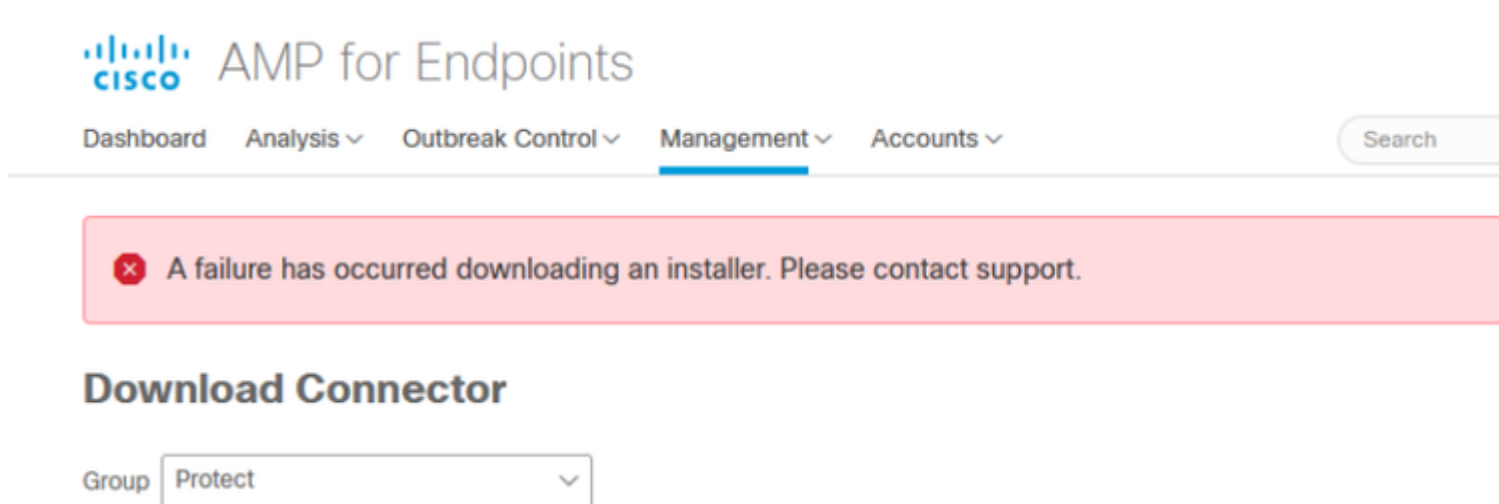 CISCO AMP for Endpoints
Dashboard Analysis Outbreak Control Management Accounts Search
A failure has occurred downloading an installer. Please contact support.
Download Connector
Group Protect